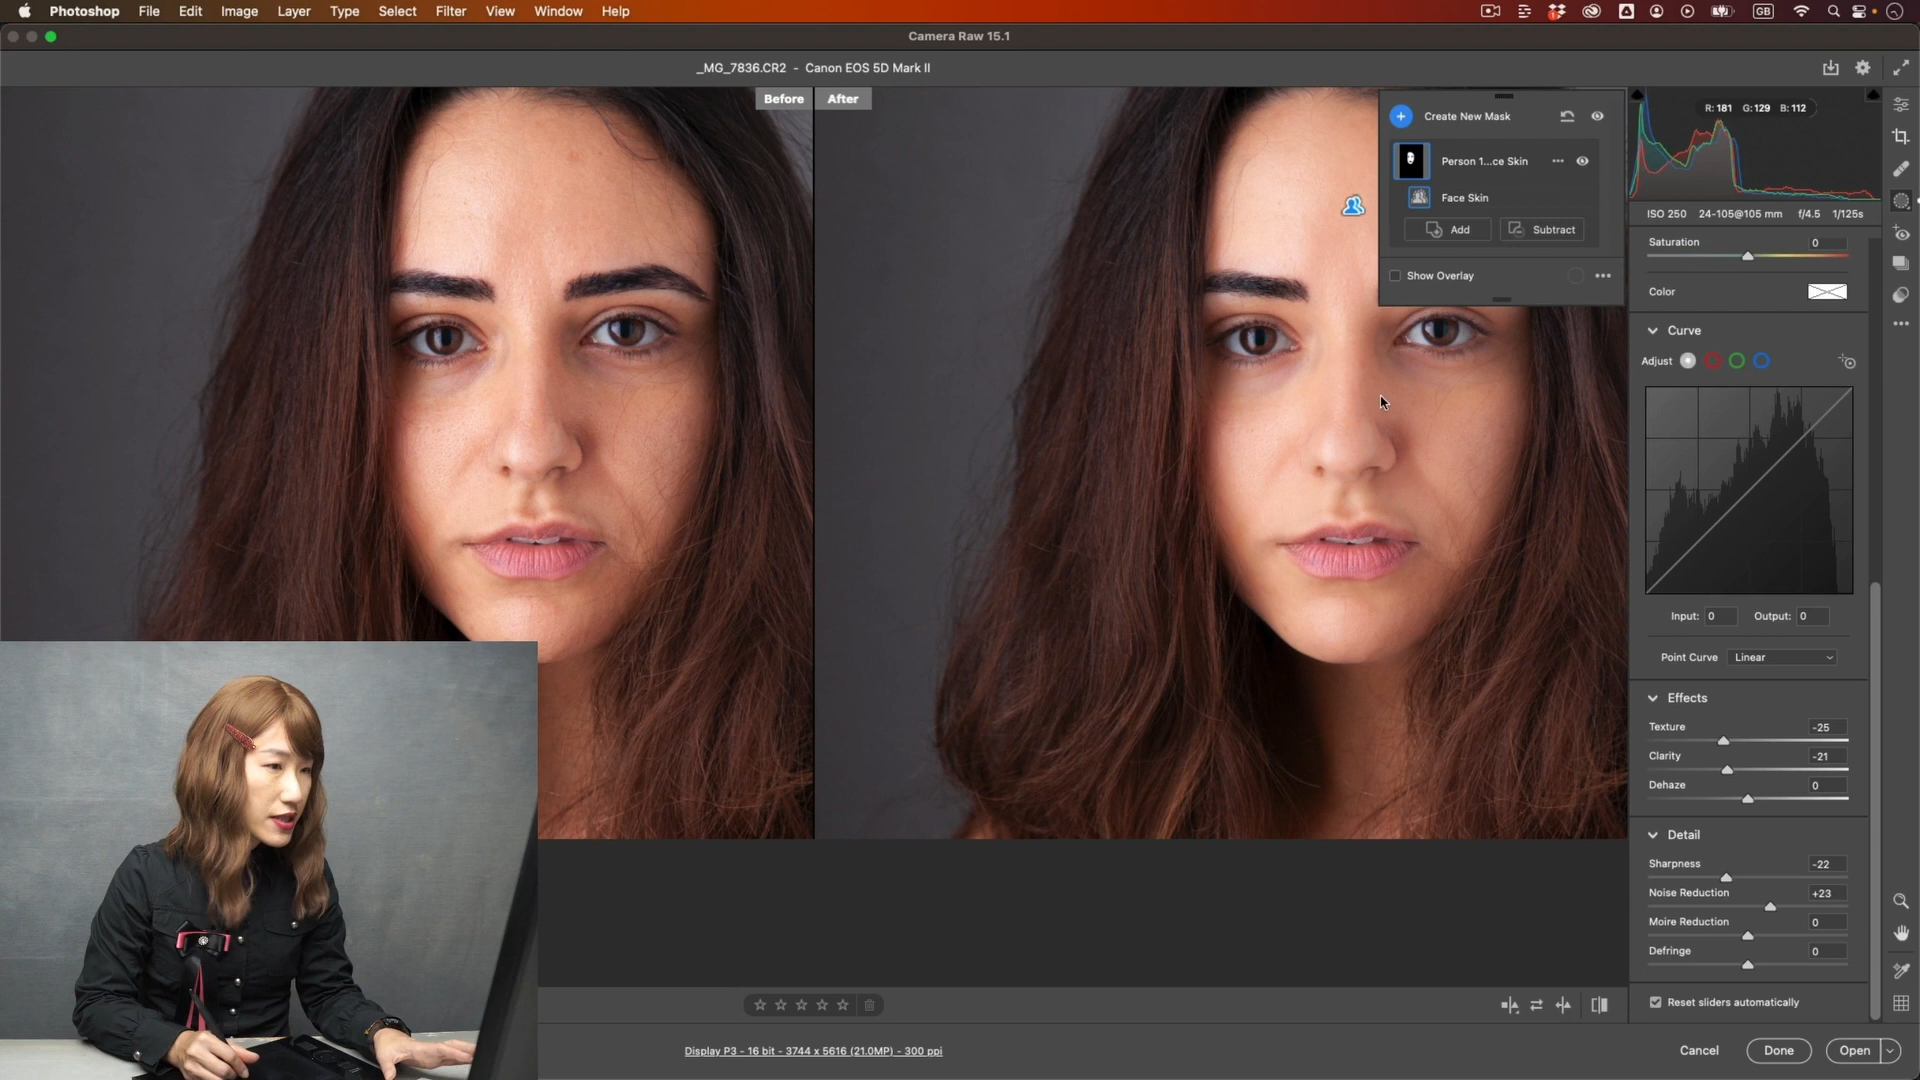 Photoshop File Edit Image Layer Type Select Filter View Window Help GB
Camera Raw 15.1
_MG_7836.CR2 - Canon EOS 5D Mark II
Before After
Create New Mask
Person 1...ce Skin
Face Skin
Add Subtract
Show Overlay
R: 181 G: 129 B: 112
ISO 250 24-105@105 mm f/4.5 1/125s
Saturation 0
Color
Curve
Adjust
Input: 0 Output: 0
Point Curve Linear
Effects
Texture -25
Clarity -21
Dehaze 0
Detail
Sharpness -22
Noise Reduction +23
Moire Reduction 0
Defringe 0
Reset sliders automatically
Display P3 - 16 bit - 3744 x 5616 (21.0MP) - 300 ppi
Cancel Done Open